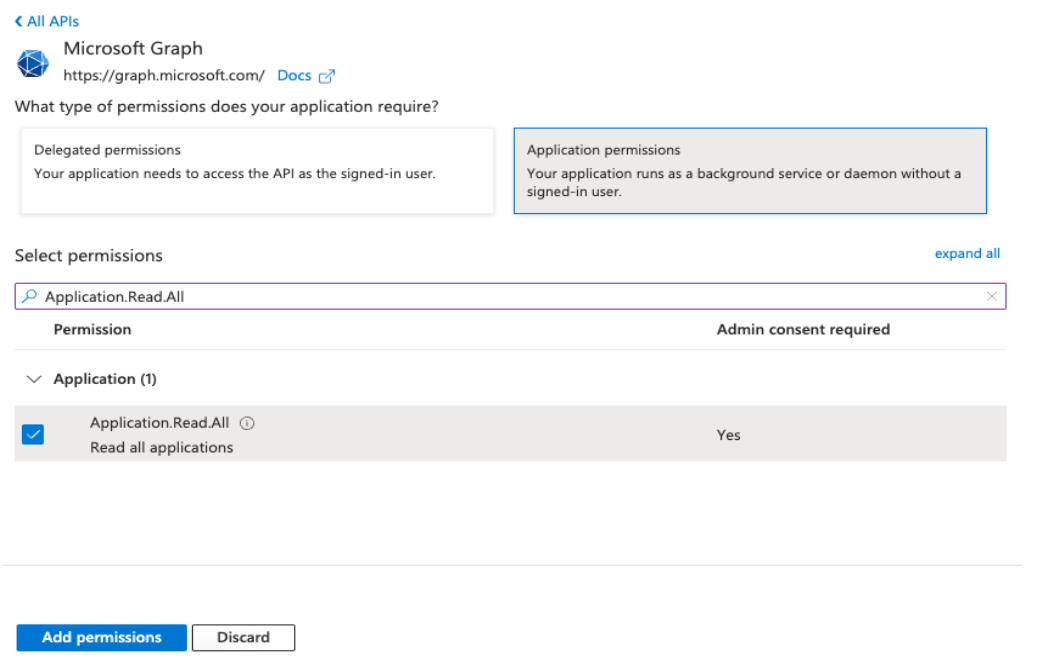 All APIs
Microsoft Graph
https://graph.microsoft.com/ Docs
What type of permissions does your application require?
Delegated permissions
Your application needs to access the API as the signed-in user.
Application permissions
Your application runs as a background service or daemon without a
signed-in user.
Select permissions
expand all
Application.Read.All
Permission
Admin consent required
Application (1)
Application.Read.All
Read all applications
Yes
Add permissions
Discard